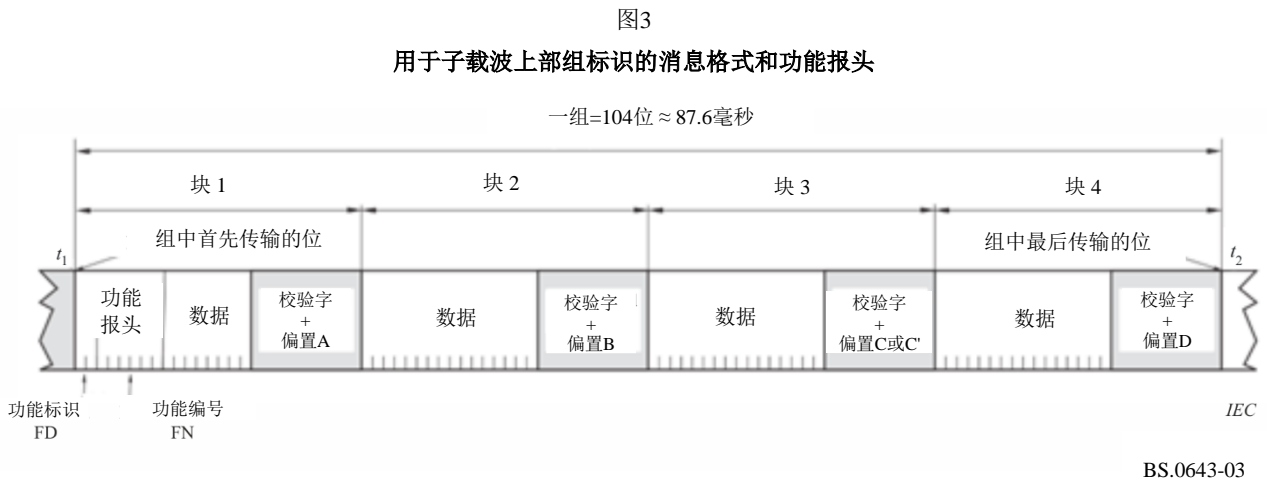 图3
用于子载波上部组标识的消息格式和功能报头
一组=104位 ≈ 87.6毫秒
块 1
块 2
块 3
块 4
t1
组中首先传输的位
组中最后传输的位
t2
功能
报头
数据
校验字
+
偏置A
数据
校验字
+
偏置B
数据
校验字
+
偏置C或C'
数据
校验字
+
偏置D
功能标识
FD
功能编号
FN
IEC
BS.0643-03